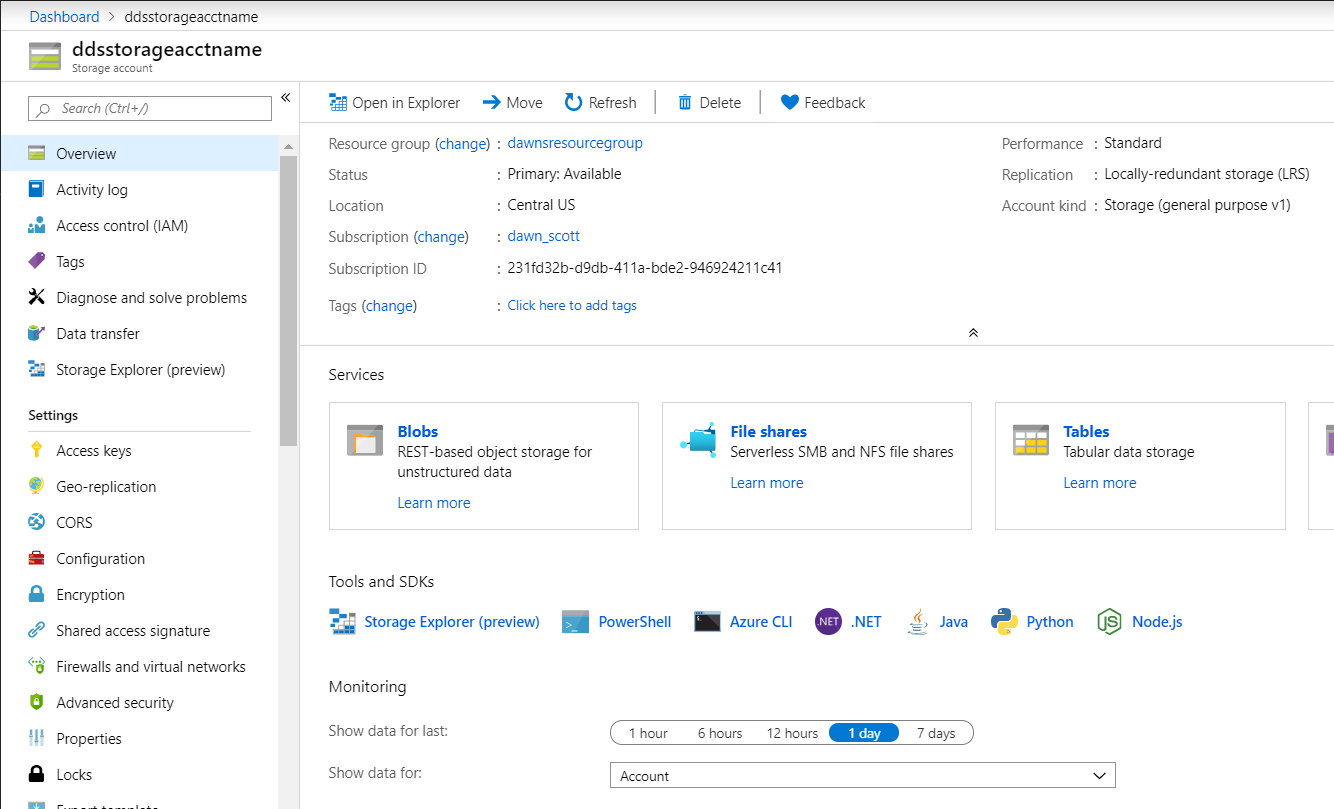 Dashboard > ddsstorageacctname
ddsstorageacctname
Storage account
Search (Ctrl+/)
«
Overview
Activity log
Access control (IAM)
Tags
Diagnose and solve problems
Data transfer
Storage Explorer (preview)
Settings
Access keys
Geo-replication
CORS
Configuration
Encryption
Shared access signature
Firewalls and virtual networks
Advanced security
Properties
Locks
Export template
Open in Explorer Move Refresh Delete Feedback
Resource group (change) : dawnsresourcegroup
Status : Primary: Available
Location : Central US
Subscription (change) : dawn_scott
Subscription ID : 231fd32b-d9db-411a-bde2-946924211c41
Tags (change) : Click here to add tags
Performance : Standard
Replication : Locally-redundant storage (LRS)
Account kind : Storage (general purpose v1)
Services
Blobs
REST-based object storage for
unstructured data
Learn more
File shares
Serverless SMB and NFS file shares
Learn more
Tables
Tabular data storage
Learn more
Tools and SDKs
Storage Explorer (preview) PowerShell Azure CLI .NET .NET Java Python JS Node.js
Monitoring
Show data for last: 1 hour 6 hours 12 hours 1 day 7 days
Show data for: Account